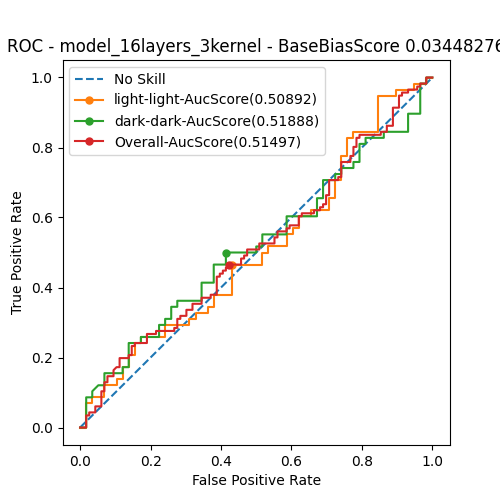 ROC - model_16layers_3kernel - BaseBiasScore 0.03448276
No Skill
light-light-AucScore(0.50892)
dark-dark-AucScore(0.51888)
Overall-AucScore(0.51497)
True Positive Rate
1.0
0.8
0.6
0.4
0.2
0.0
0.0 0.2 0.4 0.6 0.8 1.0
False Positive Rate